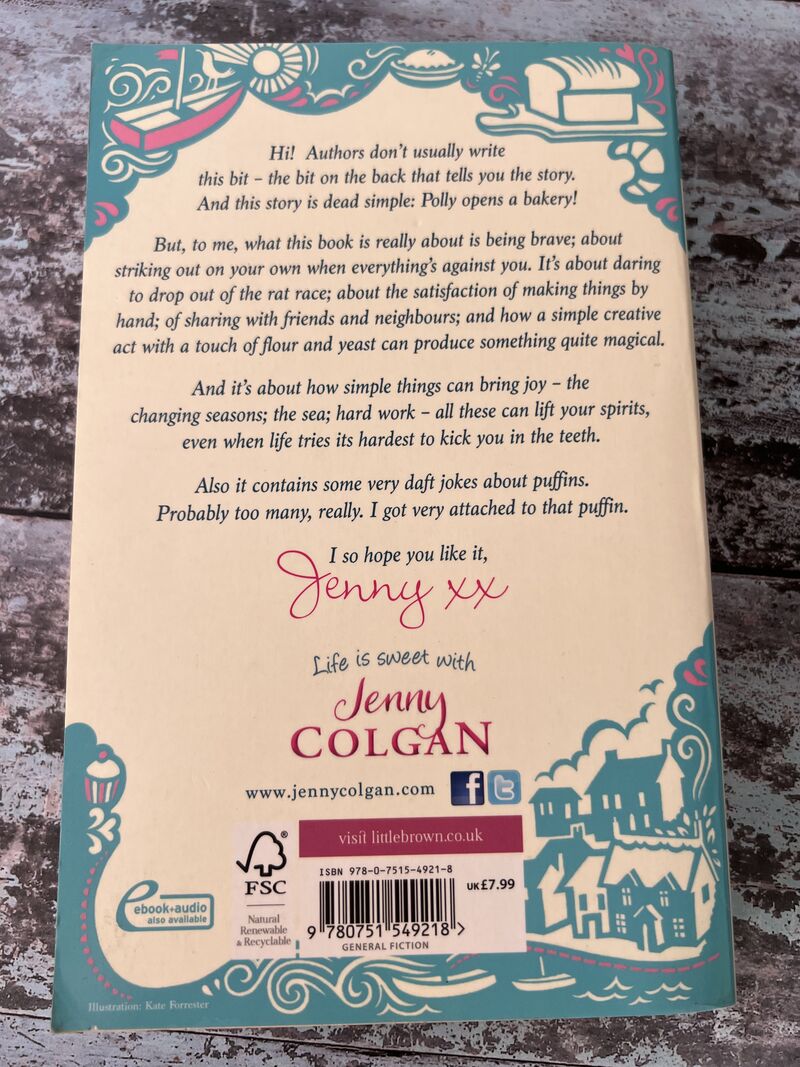 Hi! Authors don't usually write
this bit – the bit on the back that tells you the story.
And this story is dead simple: Polly opens a bakery!
But, to me, what this book is really about is being brave; about
striking out on your own when everything's against you. It's about daring
to drop out of the rat race; about the satisfaction of making things by
hand; of sharing with friends and neighbours; and how a simple creative
act with a touch of flour and yeast can produce something quite magical.
And it's about how simple things can bring joy – the
changing seasons; the sea; hard work – all these can lift your spirits,
even when life tries its hardest to kick you in the teeth.
Also it contains some very daft jokes about puffins.
Probably too many, really. I got very attached to that puffin.
I so hope you like it,
Jenny xx
Life is sweet with
Jenny
COLGAN
www.jennycolgan.com
visit littlebrown.co.uk
FSC
®
Natural
Renewable
& Recyclable
ISBN 978-0-7515-4921-8
UK£7.99
9 780751 549218 >
GENERAL FICTION
ebook+audio
also available
Illustration: Kate Forrester